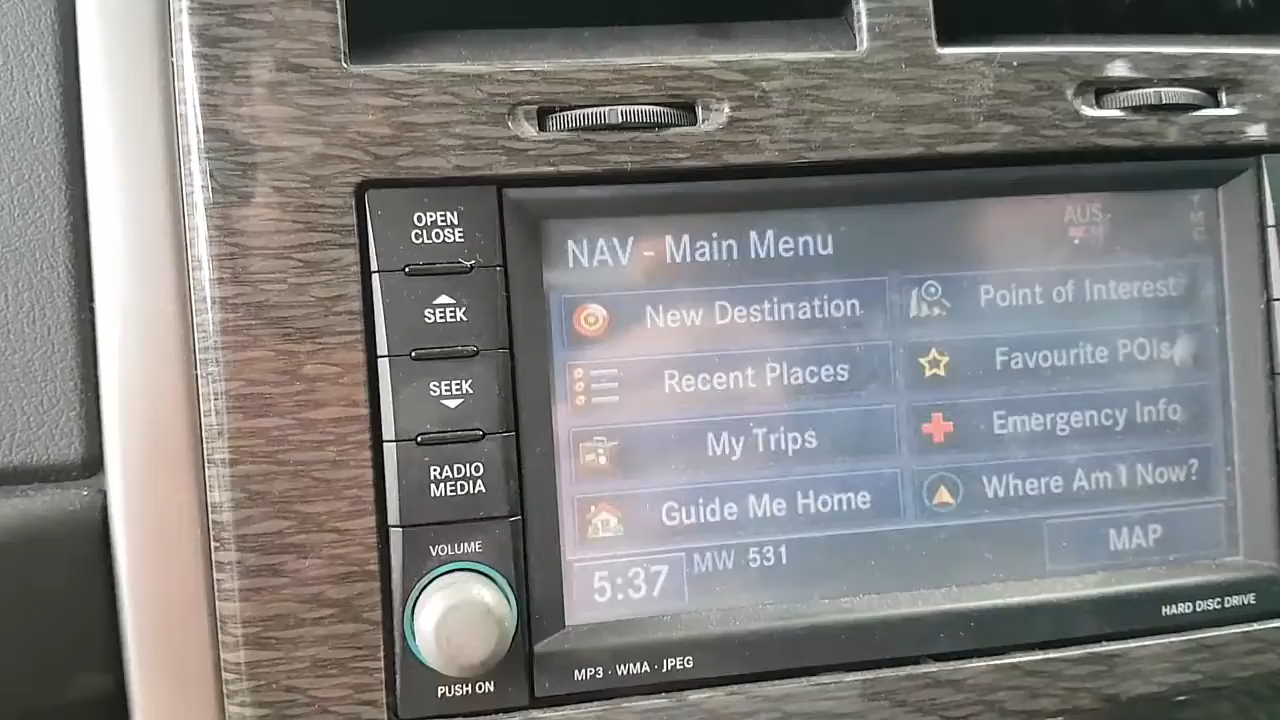 OPEN
CLOSE
SEEK
SEEK
RADIO
MEDIA
VOLUME
PUSH ON
NAV - Main Menu
AUS
TMC
New Destination
Point of Interest
Recent Places
Favourite POIs
My Trips
Emergency Info
Guide Me Home
Where Am I Now?
5:37
MW 531
MAP
MP3 · WMA · JPEG
HARD DISC DRIVE